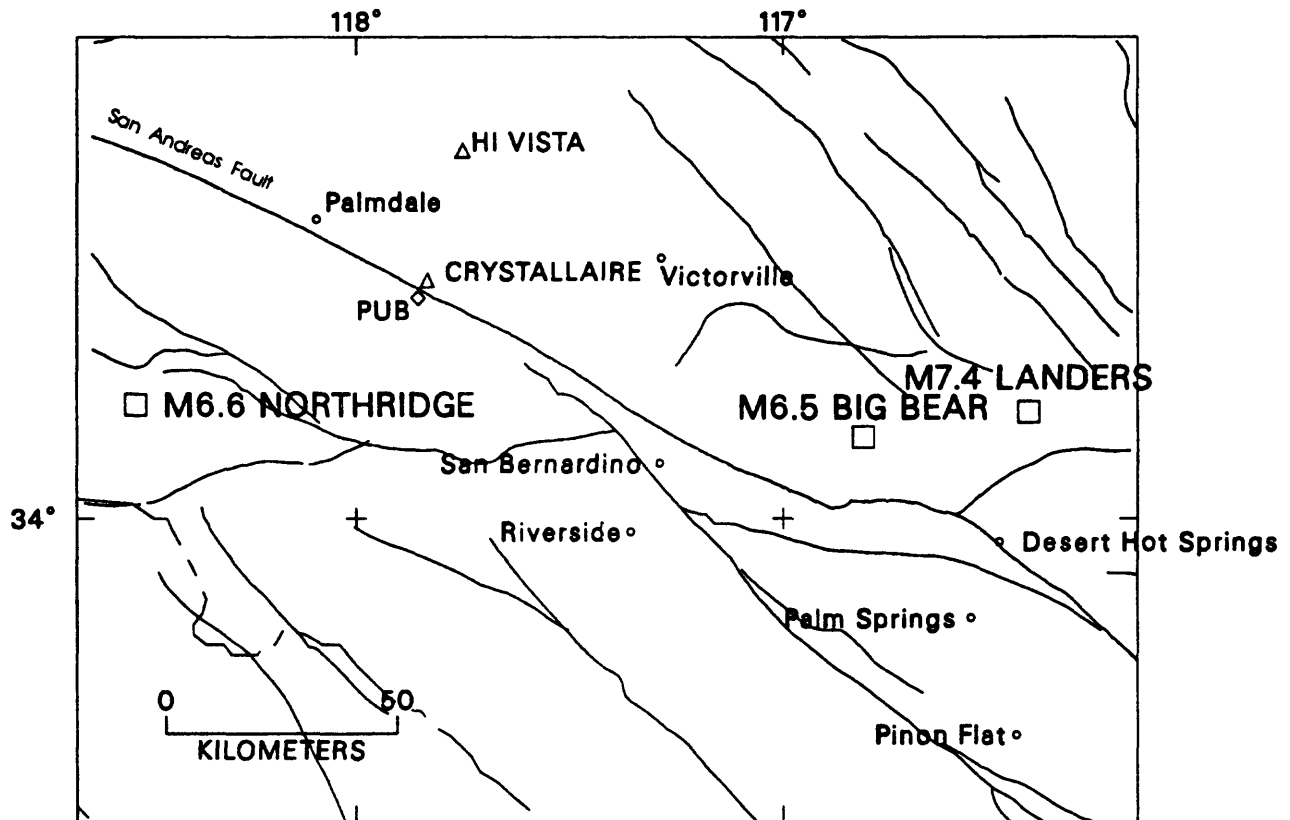 118° 117°
San Andreas Fault
HI VISTA
Palmdale
CRYSTALLAIRE
Victorville
PUB
M7.4 LANDERS
M6.6 NORTHRIDGE
M6.5 BIG BEAR
San Bernardino
34°
Riverside
Desert Hot Springs
Palm Springs
0 50
KILOMETERS
Pinon Flat